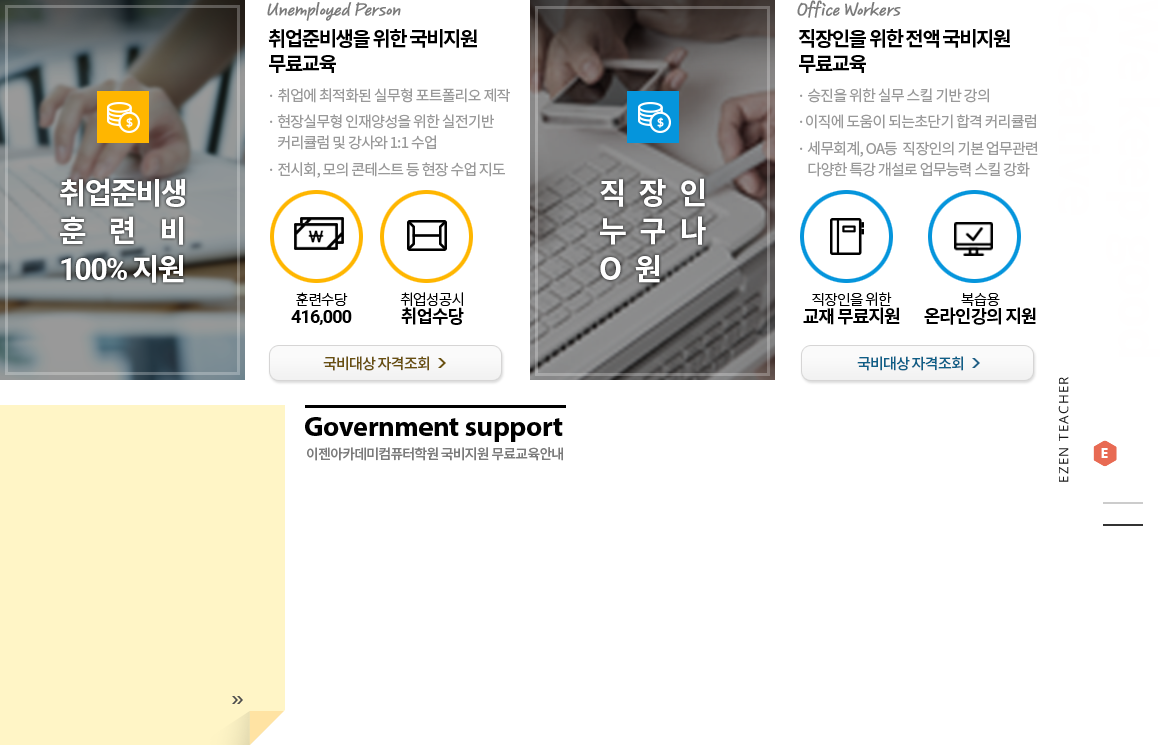 취업준비생
훈 련 비
100% 지원
Unemployed Person
취업준비생을 위한 국비지원
무료교육
· 취업에 최적화된 실무형 포트폴리오 제작
· 현장실무형 인재양성을 위한 실전기반
커리큘럼 및 강사와 1:1 수업
· 전시회, 모의 콘테스트 등 현장 수업 지도
훈련수당
416,000
취업성공시
취업수당
국비대상 자격조회 >
직 장 인
누 구 나
0 원
Office Workers
직장인을 위한 전액 국비지원
무료교육
· 승진을 위한 실무 스킬 기반 강의
· 이직에 도움이 되는초단기 합격 커리큘럼
· 세무회계, OA등 직장인의 기본 업무관련
다양한 특강 개설로 업무능력 스킬 강화
직장인을 위한
교재 무료지원
복습용
온라인강의 지원
국비대상 자격조회 >
Government support
이젠아카데미컴퓨터학원 국비지원 무료교육안내
EZEN TEACHER
E
»